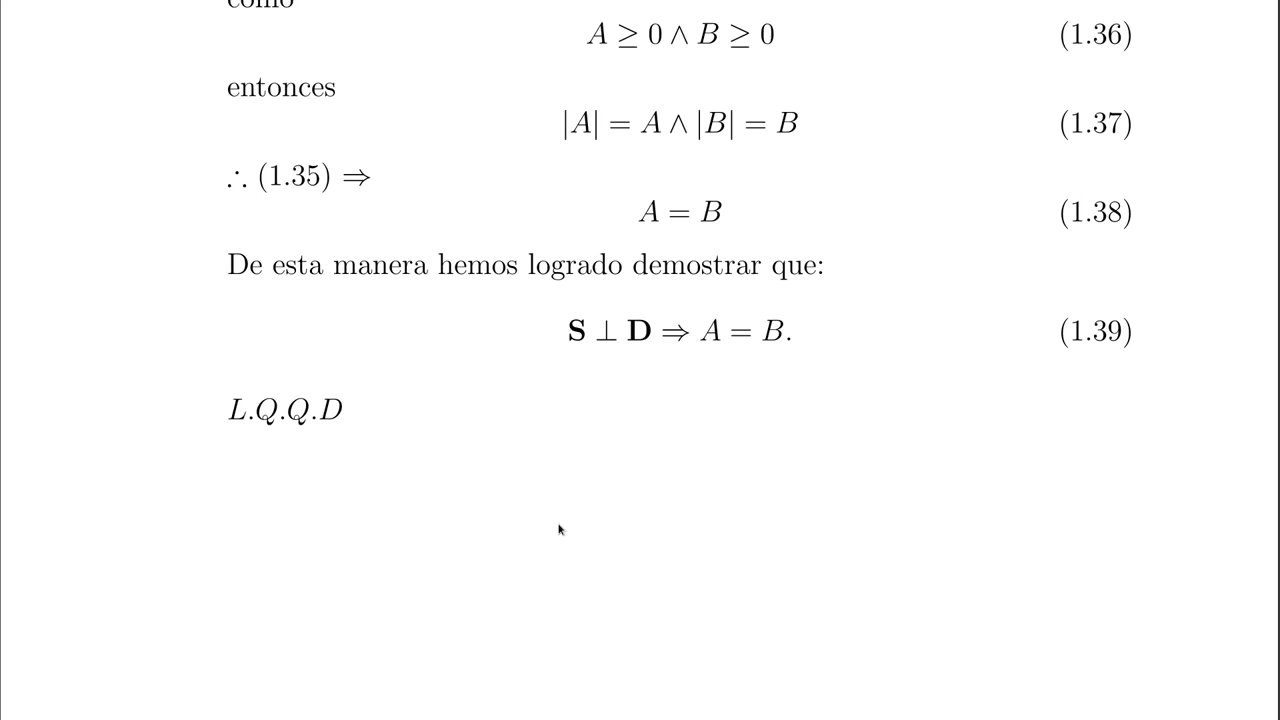 como
A ≥ 0 ∧ B ≥ 0 (1.36)
entonces
|A| = A ∧ |B| = B (1.37)
∴ (1.35) ⇒
A = B (1.38)
De esta manera hemos logrado demostrar que:
S ⊥ D ⇒ A = B. (1.39)
L.Q.Q.D